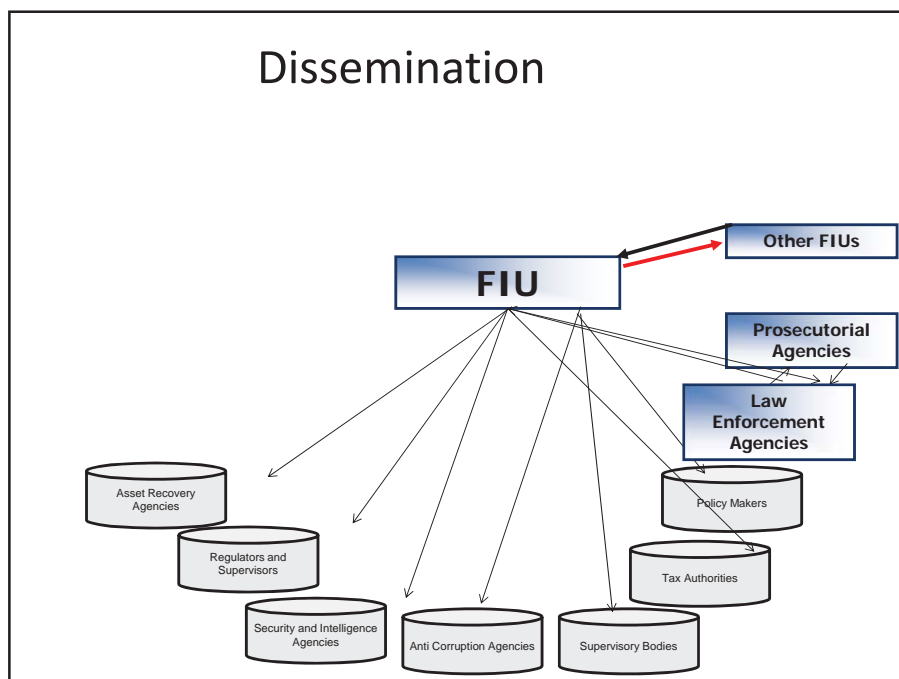 Dissemination
Other FIUs
FIU
Prosecutorial
Agencies
Law
Enforcement
Agencies
Asset Recovery
Agencies
Policy Makers
Regulators and
Supervisors
Tax Authorities
Security and Intelligence
Agencies
Anti Corruption Agencies
Supervisory Bodies